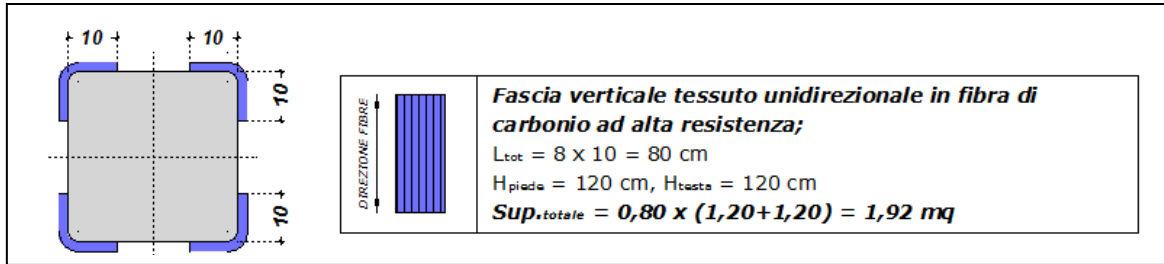 10
10
10
10
DIREZIONE FIBRE
Fascia verticale tessuto unidirezionale in fibra di
carbonio ad alta resistenza;
Ltot = 8 x 10 = 80 cm
Hpiede = 120 cm, Htesta = 120 cm
Sup.totale = 0,80 x (1,20+1,20) = 1,92 mq